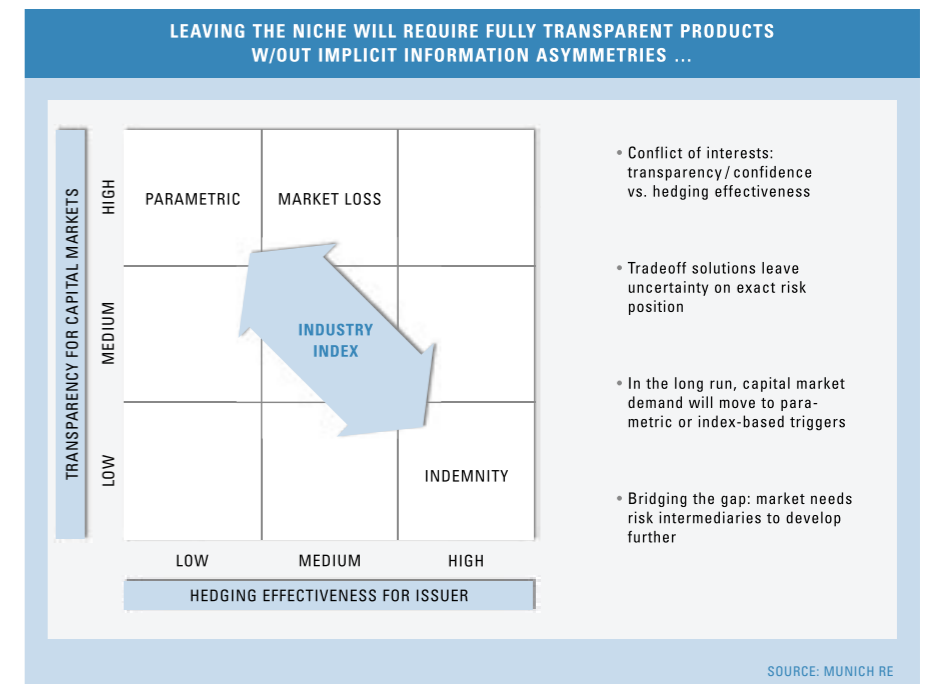 LEAVING THE NICHE WILL REQUIRE FULLY TRANSPARENT PRODUCTS
W/OUT IMPLICIT INFORMATION ASYMMETRIES ...
TRANSPARENCY FOR CAPITAL MARKETS
HIGH
MEDIUM
LOW
PARAMETRIC
MARKET LOSS
INDUSTRY
INDEX
INDEMNITY
LOW
MEDIUM
HIGH
HEDGING EFFECTIVENESS FOR ISSUER
• Conflict of interests:
transparency / confidence
vs. hedging effectiveness
• Tradeoff solutions leave
uncertainty on exact risk
position
• In the long run, capital market
demand will move to para-
metric or index-based triggers
• Bridging the gap: market needs
risk intermediaries to develop
further
SOURCE: MUNICH RE